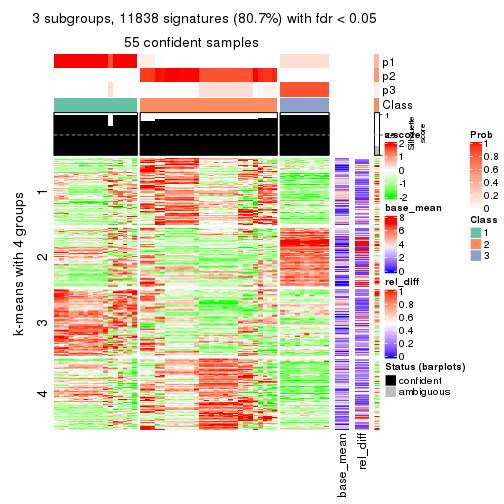 3 subgroups, 11838 signatures (80.7%) with fdr < 0.05
55 confident samples
p1
p2
p3
Class
1
Silhouette
score
z-score
2
1
0
-1
-2
base_mean
8
6
4
2
0
rel_diff
1
0.8
0.6
0.4
0.2
0
Status (barplots)
confident
ambiguous
Prob
1
0.8
0.6
0.4
0.2
0
Class
1
2
3
k-means with 4 groups
1
2
3
4
base_mean
rel_diff